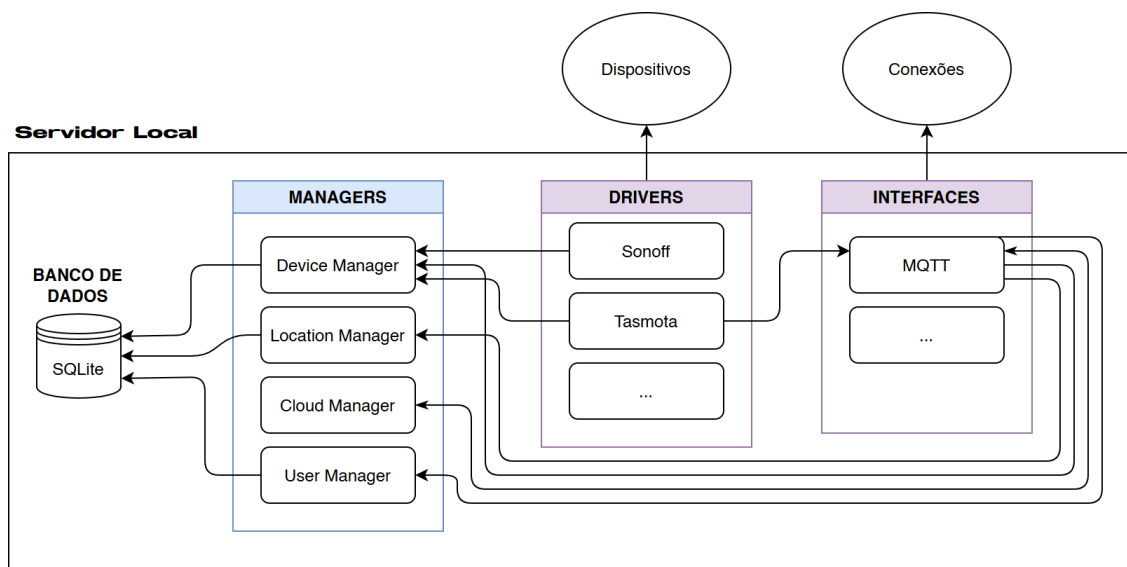 Dispositivos
Conexões
Servidor Local
MANAGERS
DRIVERS
INTERFACES
Device Manager
Location Manager
Cloud Manager
User Manager
Sonoff
Tasmota
...
MQTT
...
BANCO DE
DADOS
SQLite